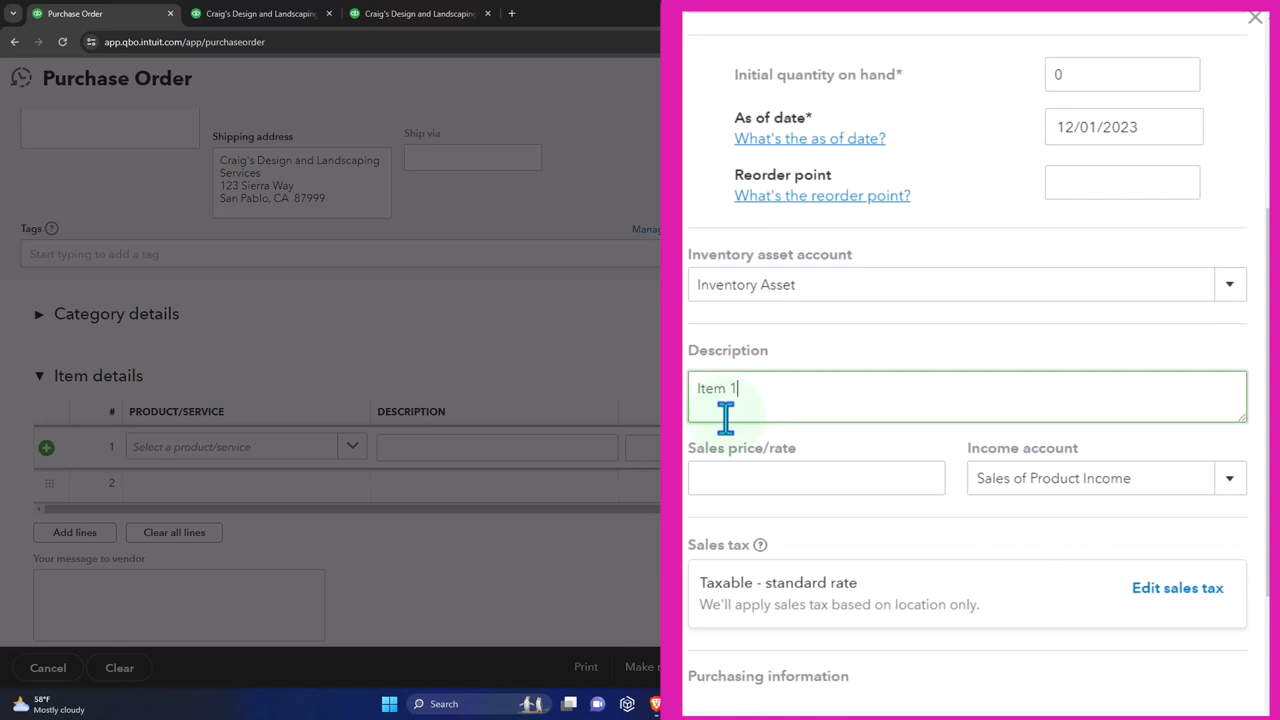 Purchase Order
Craig's Design and Landscaping
Craig's Design and Landscaping
app.qbo.intuit.com/app/purchaseorder
Purchase Order
Shipping address
Ship via
Craig's Design and Landscaping
Services
123 Sierra Way
San Pablo, CA 87999
Tags
Start typing to add a tag
Category details
Item details
# PRODUCT/SERVICE DESCRIPTION
1 Select a product/service
2
Add lines Clear all lines
Your message to vendor
Cancel Clear Print
58°F
Mostly cloudy
Search
Initial quantity on hand* 0
As of date* 12/01/2023
What's the as of date?
Reorder point
What's the reorder point?
Inventory asset account
Inventory Asset
Description
Item 1
Sales price/rate Income account
Sales of Product Income
Sales tax
Taxable - standard rate
We'll apply sales tax based on location only.
Edit sales tax
Purchasing information